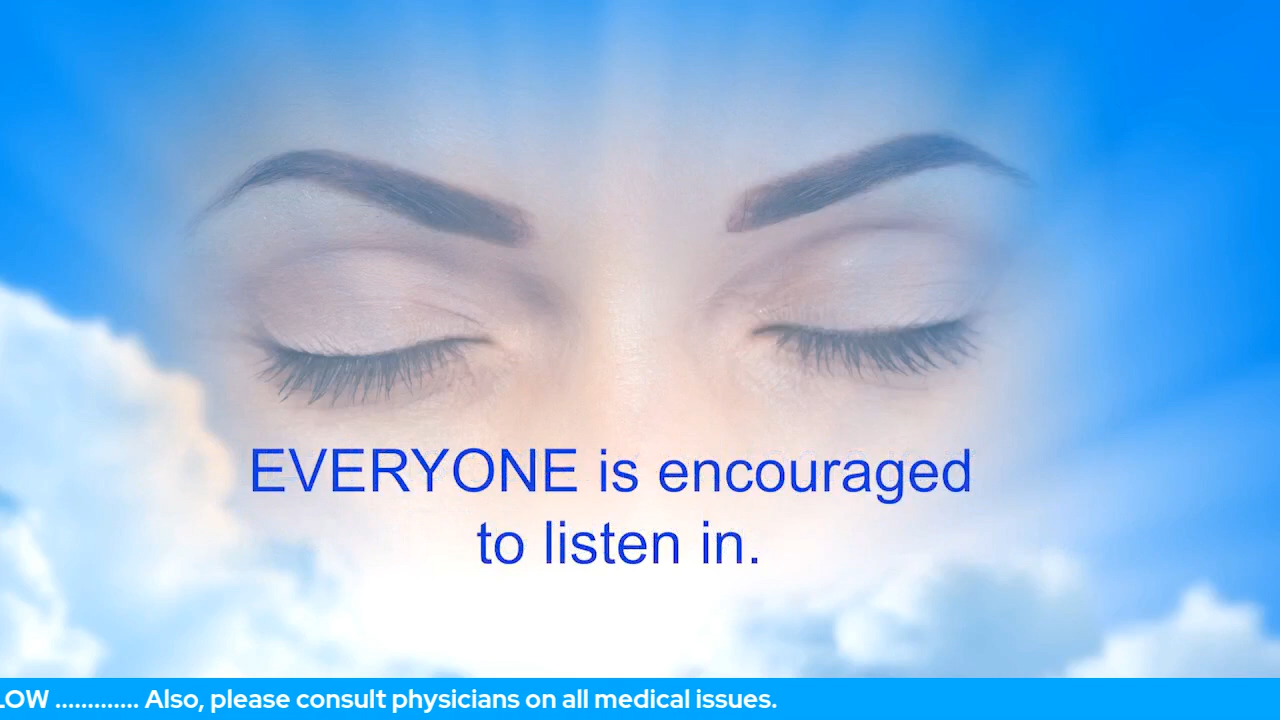 EVERYONE is encouraged
to listen in.
LOW ............. Also, please consult physicians on all medical issues.